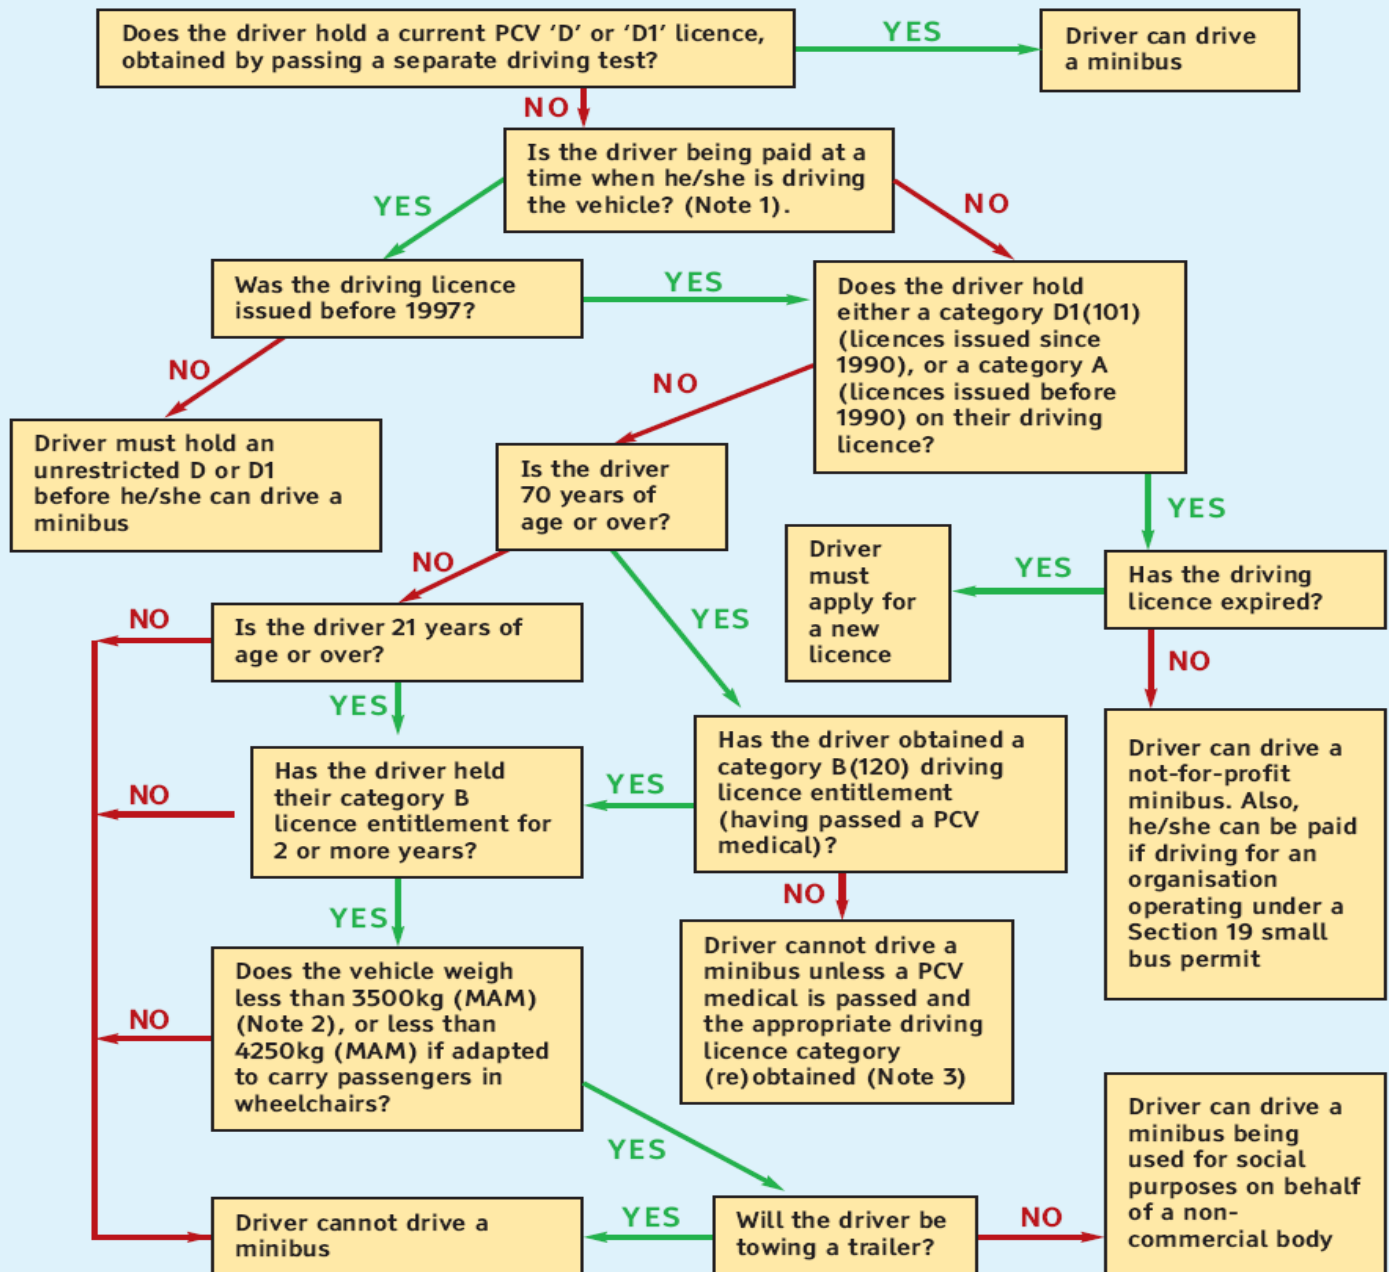 Does the driver hold a current PCV ‘D’ or ‘D1’ licence,
obtained by passing a separate driving test?
YES
Driver can drive
a minibus
NO
Is the driver being paid at a
time when he/she is driving
the vehicle? (Note 1).
YES
NO
Was the driving licence
issued before 1997?
YES
Does the driver hold
either a category D1(101)
(licences issued since
1990), or a category A
(licences issued before
1990) on their driving
licence?
NO
NO
Driver must hold an
unrestricted D or D1
before he/she can drive a
minibus
Is the driver
70 years of
age or over?
YES
Driver
must
apply for
a new
licence
YES
Has the driving
licence expired?
NO
YES
NO
Is the driver 21 years of
age or over?
NO
YES
Has the driver obtained a
category B(120) driving
licence entitlement
(having passed a PCV
medical)?
Driver can drive a
not-for-profit
minibus. Also,
he/she can be paid
if driving for an
organisation
operating under a
Section 19 small
bus permit
NO
Has the driver held
their category B
licence entitlement for
2 or more years?
YES
NO
YES
Driver cannot drive a
minibus unless a PCV
medical is passed and
the appropriate driving
licence category
(re)obtained (Note 3)
NO
Does the vehicle weigh
less than 3500kg (MAM)
(Note 2), or less than
4250kg (MAM) if adapted
to carry passengers in
wheelchairs?
YES
Driver can drive a
minibus being
used for social
purposes on behalf
of a non-
commercial body
Driver cannot drive a
minibus
YES
Will the driver be
towing a trailer?
NO